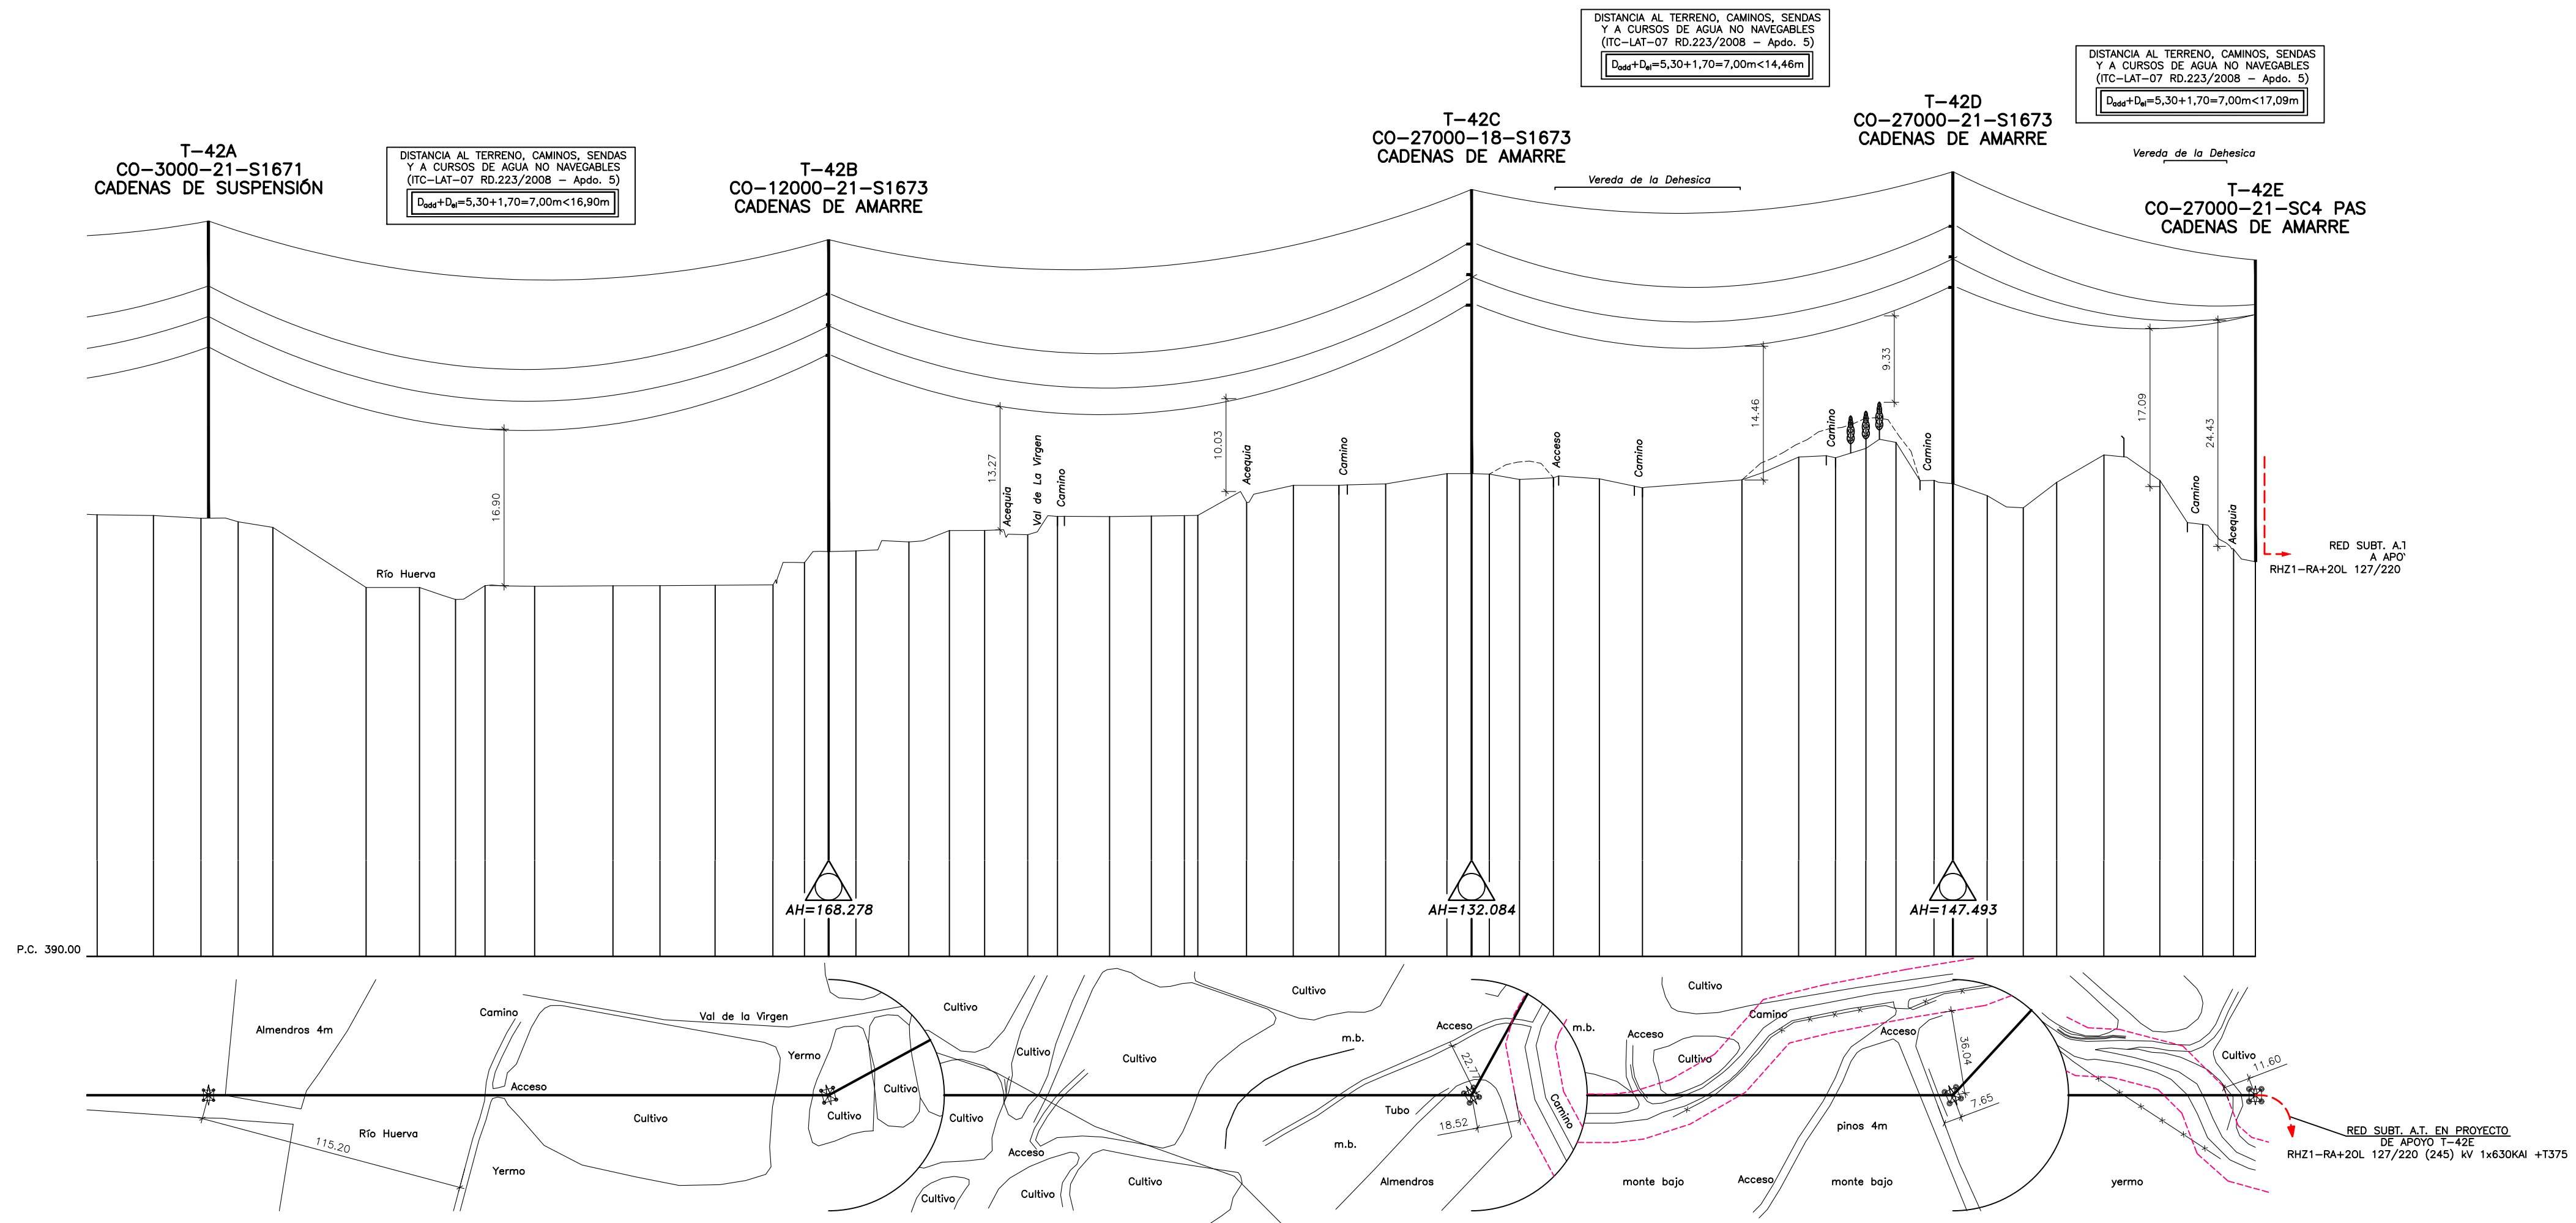 DISTANCIA AL TERRENO, CAMINOS, SENDAS
Y A CURSOS DE AGUA NO NAVEGABLES
(ITC-LAT-07 RD.223/2008 - Apdo. 5)
Dadd+Del=5,30+1,70=7,00m<14,46m
DISTANCIA AL TERRENO, CAMINOS, SENDAS
Y A CURSOS DE AGUA NO NAVEGABLES
(ITC-LAT-07 RD.223/2008 - Apdo. 5)
Dadd+Del=5,30+1,70=7,00m<17,09m
T-42A
CO-3000-21-S1671
CADENAS DE SUSPENSIÓN
DISTANCIA AL TERRENO, CAMINOS, SENDAS
Y A CURSOS DE AGUA NO NAVEGABLES
(ITC-LAT-07 RD.223/2008 - Apdo. 5)
Dadd+Del=5,30+1,70=7,00m<16,90m
T-42B
CO-12000-21-S1673
CADENAS DE AMARRE
T-42C
CO-27000-18-S1673
CADENAS DE AMARRE
Vereda de la Dehesica
T-42D
CO-27000-21-S1673
CADENAS DE AMARRE
Vereda de la Dehesica
T-42E
CO-27000-21-SC4 PAS
CADENAS DE AMARRE
16.90
Río Huerva
13.27
Acequia
Val de La Virgen
Camino
10.03
Acequia
Camino
Acceso
Camino
14.46
Camino
9.33
Camino
17.09
Camino
24.43
Acequia
RED SUBT. A.T
A APO
RHZ1-RA+2OL 127/220
AH=168.278
AH=132.084
AH=147.493
P.C. 390.00
Almendros 4m
Camino
Val de la Virgen
Yermo
Cultivo
Cultivo
Cultivo
Acceso
Cultivo
Río Huerva
115.20
Yermo
Cultivo
Cultivo
Cultivo
Cultivo
Acceso
Cultivo
Cultivo
Cultivo
Cultivo
m.b.
Acceso
22.77
Tubo
18.52
m.b.
Almendros
Camino
m.b.
Acceso
Cultivo
Cultivo
Camino
Acceso
36.04
7.65
pinos 4m
monte bajo
Acceso
monte bajo
Cultivo
11.60
yermo
RED SUBT. A.T. EN PROYECTO
DE APOYO T-42E
RHZ1-RA+2OL 127/220 (245) kV 1x630KAl +T375